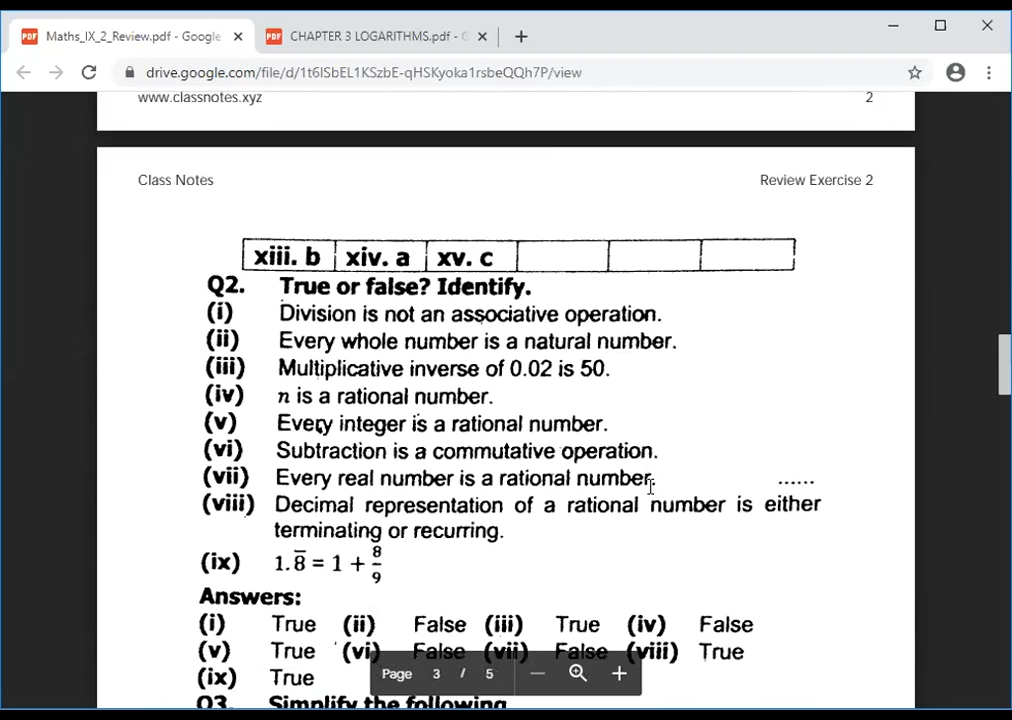 Maths_IX_2_Review.pdf - Google
CHAPTER 3 LOGARITHMS.pdf - G
drive.google.com/file/d/1t6lSbEL1KSzbE-qHSKyoka1rsbeQQh7P/view
www.classnotes.xyz 2
Class Notes Review Exercise 2
xiii. b xiv. a xv. c
Q2. True or false? Identify.
(i) Division is not an associative operation.
(ii) Every whole number is a natural number.
(iii) Multiplicative inverse of 0.02 is 50.
(iv) n is a rational number.
(v) Every integer is a rational number.
(vi) Subtraction is a commutative operation.
(vii) Every real number is a rational number. ......
(viii) Decimal representation of a rational number is either
terminating or recurring.
(ix) 1.8̅ = 1 + 8/9
Answers:
(i) True (ii) False (iii) True (iv) False
(v) True (vi) False (vii) False (viii) True
(ix) True
Page 3 / 5
Q3. Simplify the following